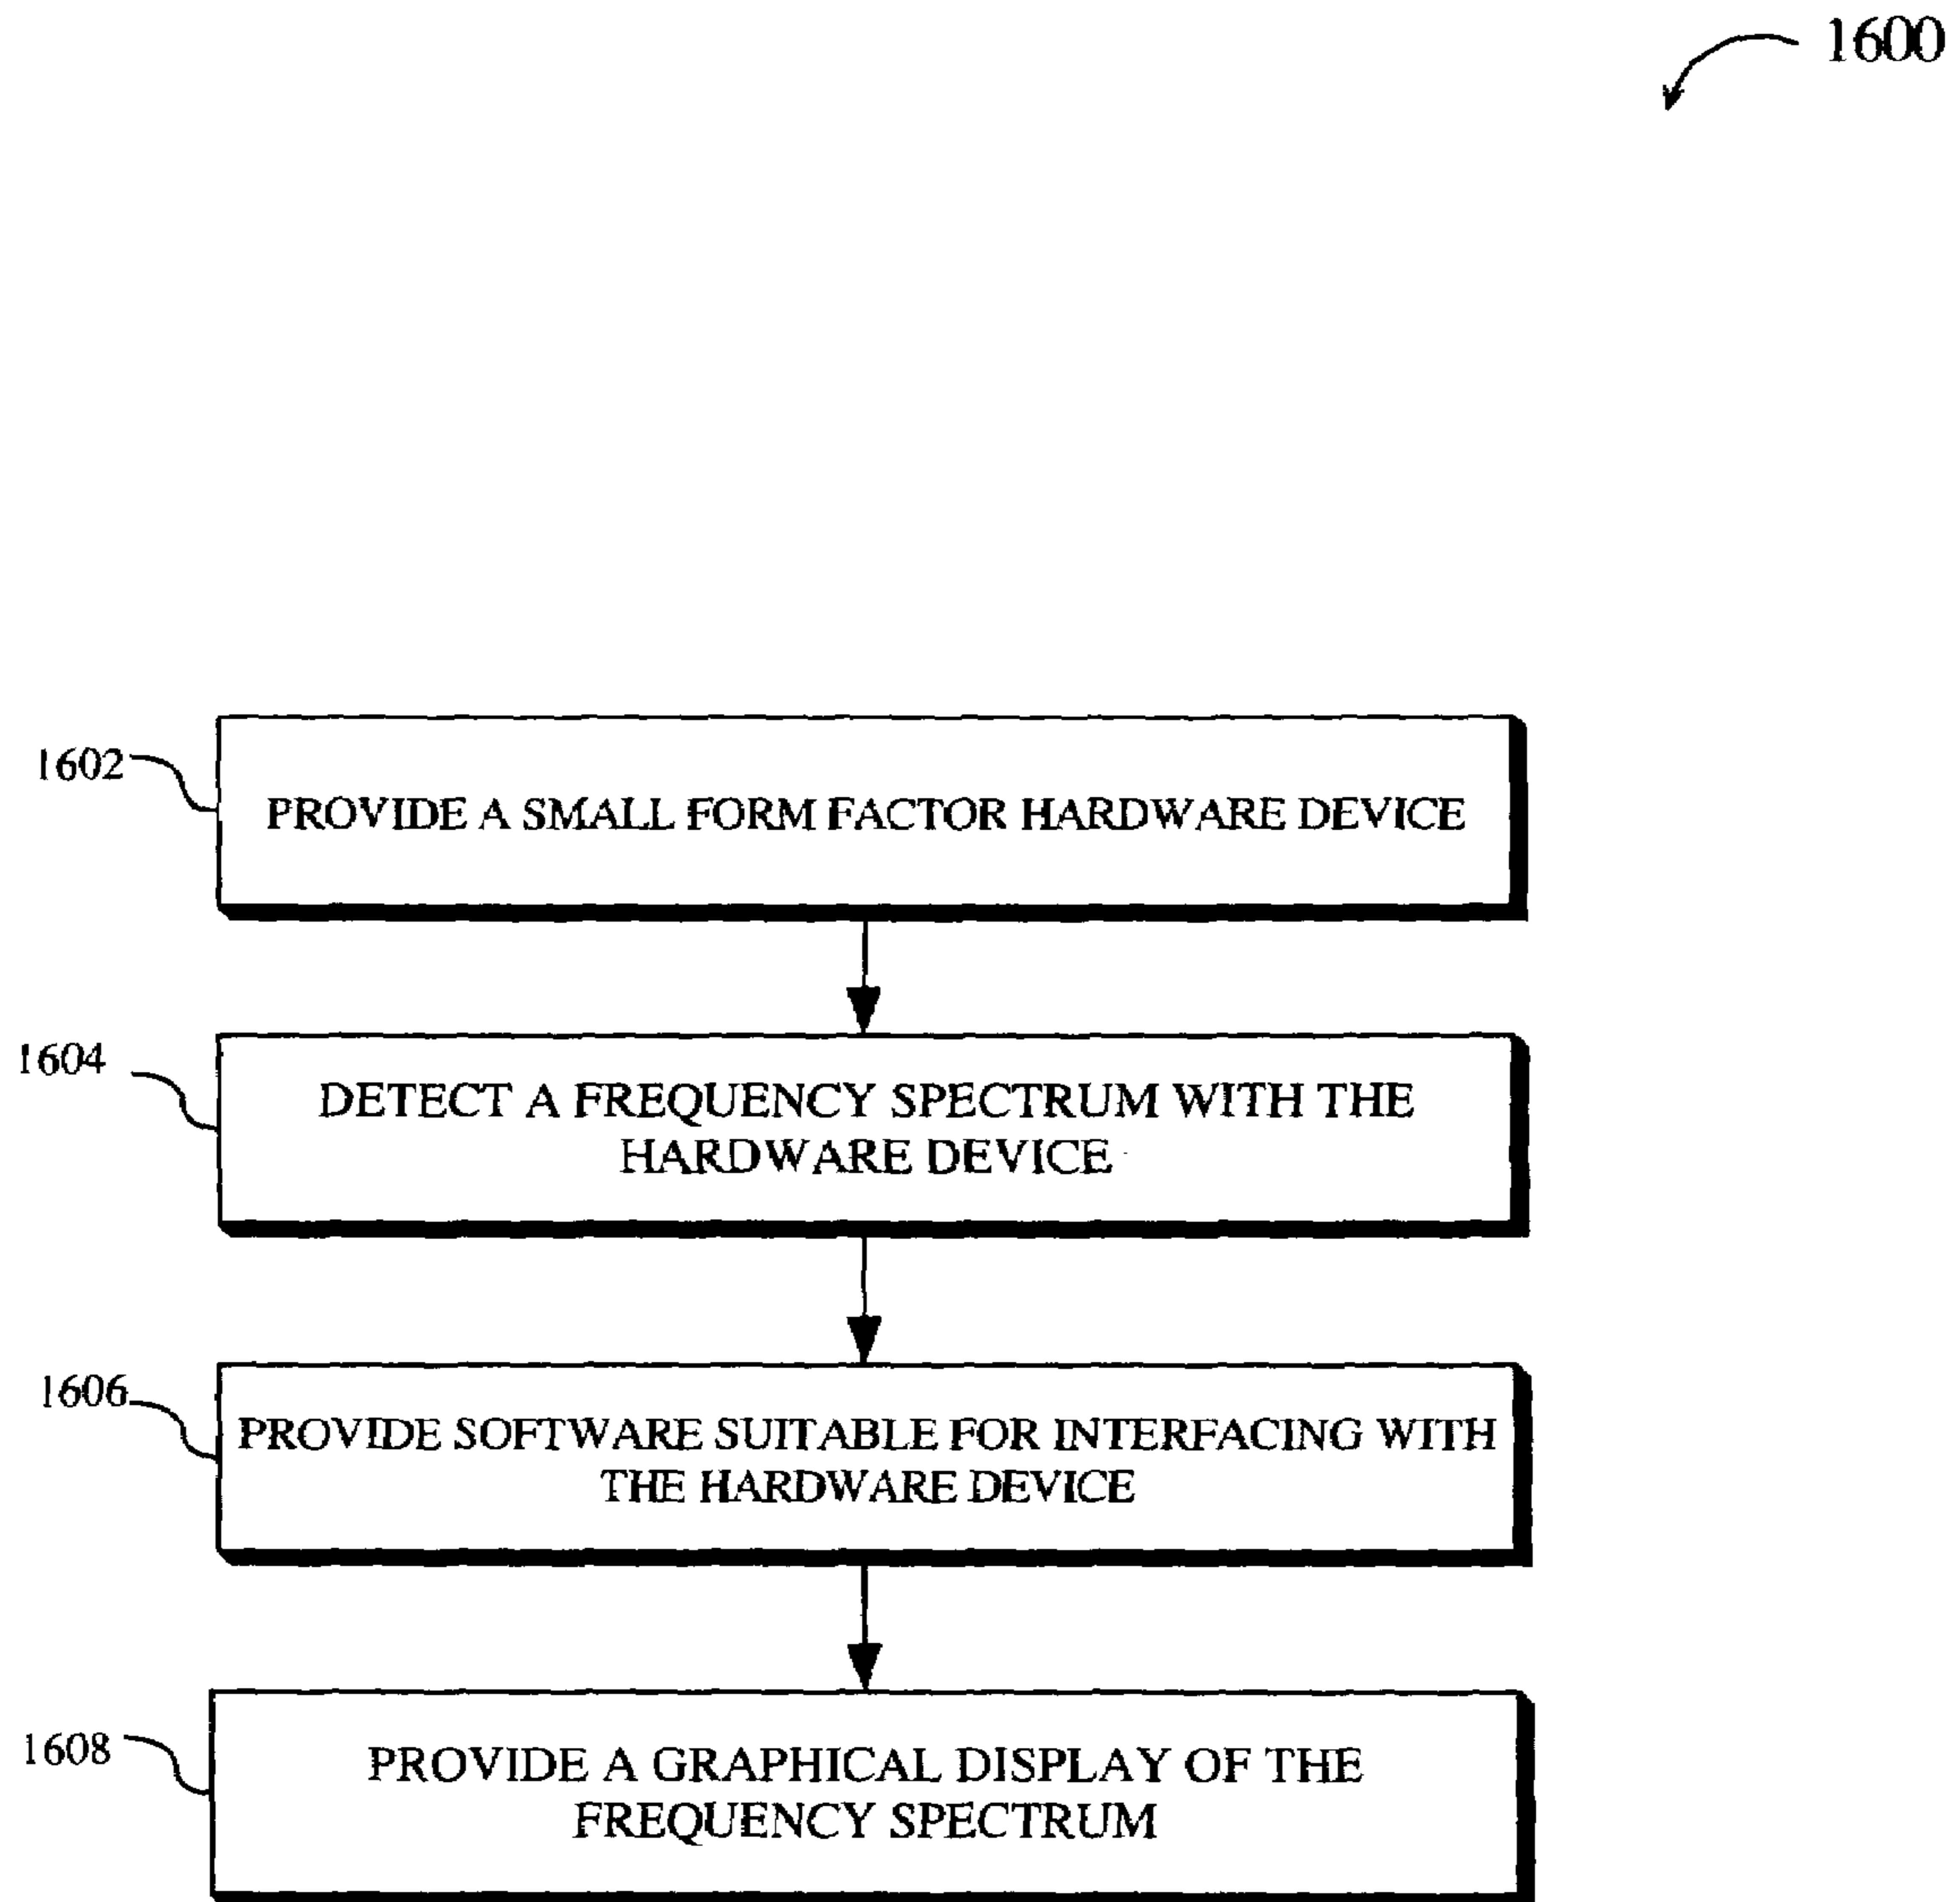 1600
1602
PROVIDE A SMALL FORM FACTOR HARDWARE DEVICE
1604
DETECT A FREQUENCY SPECTRUM WITH THE
HARDWARE DEVICE
1606
PROVIDE SOFTWARE SUITABLE FOR INTERFACING WITH
THE HARDWARE DEVICE
1608
PROVIDE A GRAPHICAL DISPLAY OF THE
FREQUENCY SPECTRUM